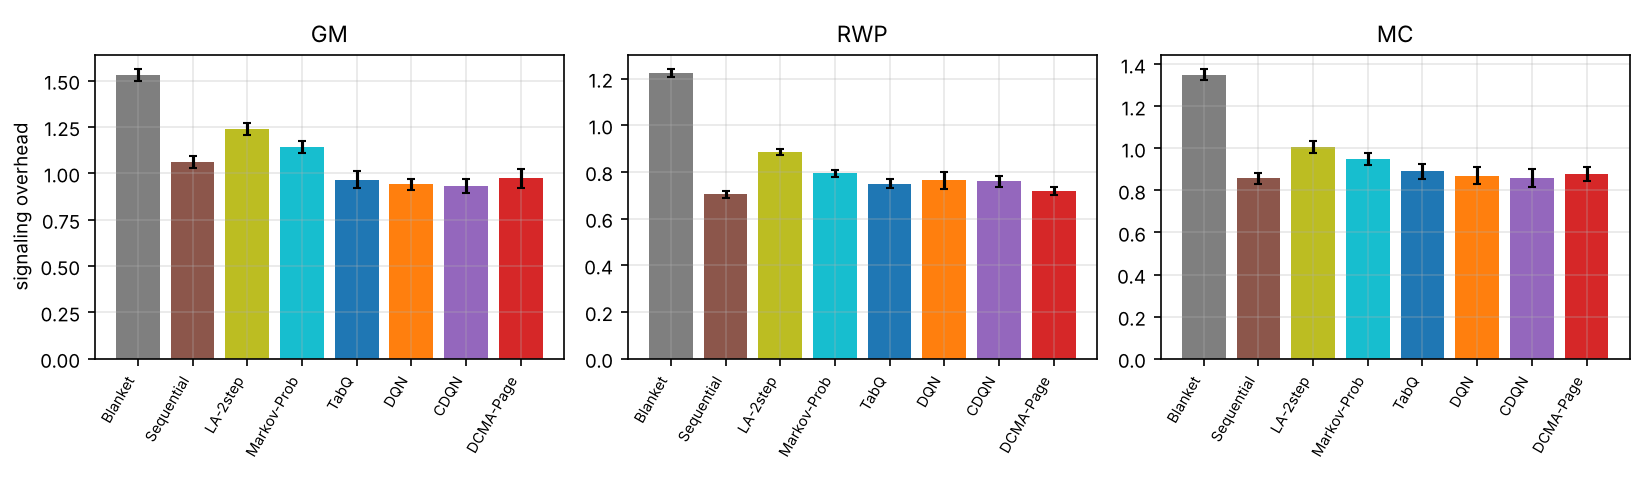 GM
signaling overhead
1.50
1.25
1.00
0.75
0.50
0.25
0.00
Blanket
Sequential
LA-2step
Markov-Prob
TabQ
DQN
CDQN
DCMA-Page
RWP
1.2
1.0
0.8
0.6
0.4
0.2
0.0
Blanket
Sequential
LA-2step
Markov-Prob
TabQ
DQN
CDQN
DCMA-Page
MC
1.4
1.2
1.0
0.8
0.6
0.4
0.2
0.0
Blanket
Sequential
LA-2step
Markov-Prob
TabQ
DQN
CDQN
DCMA-Page